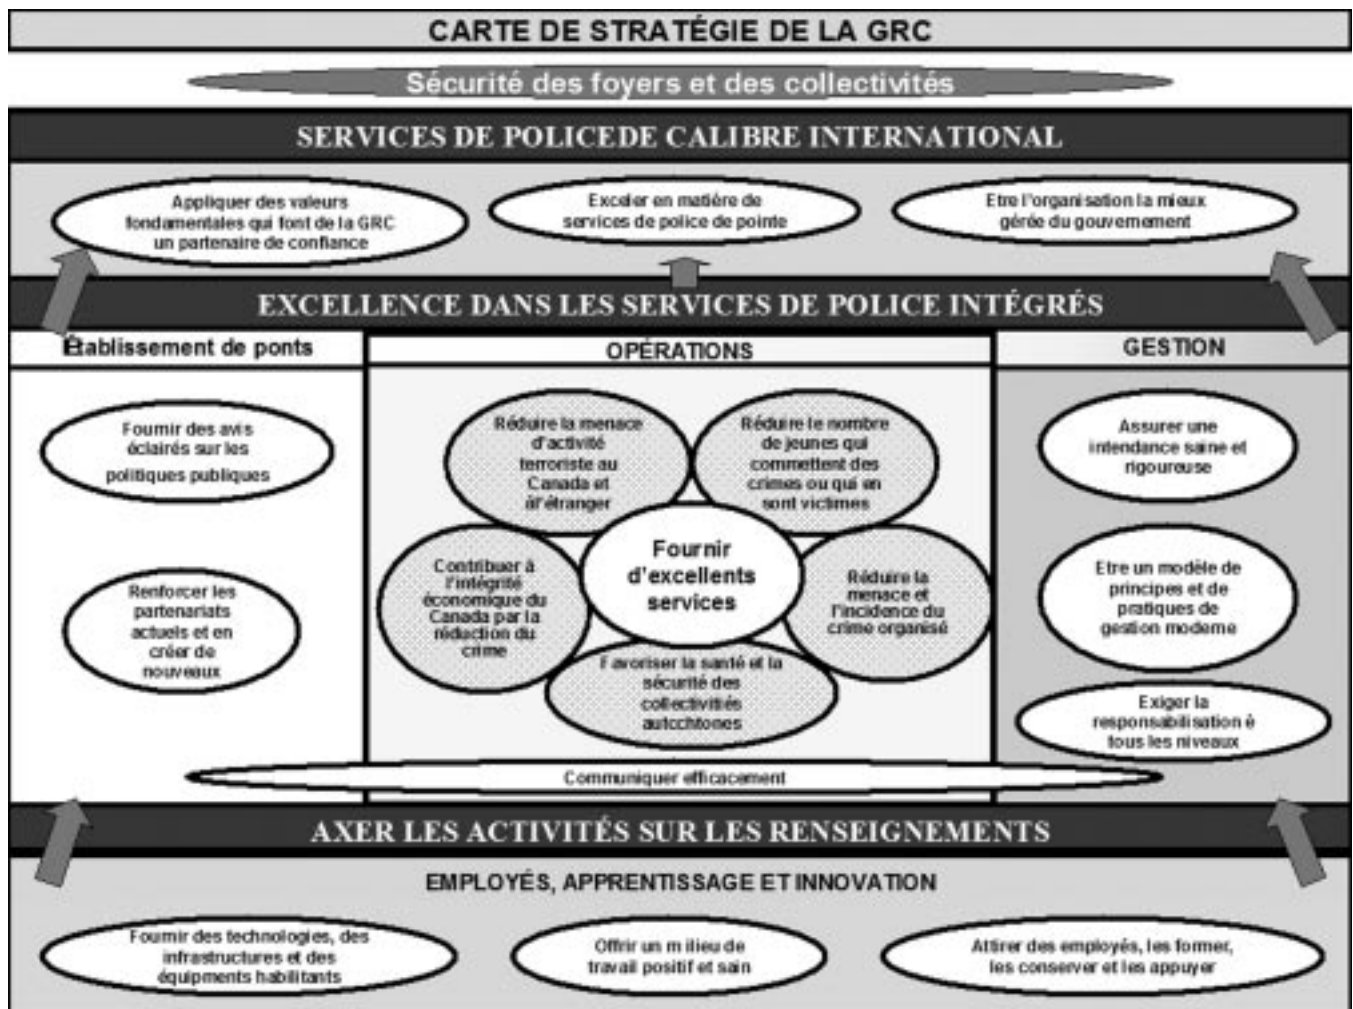 CARTE DE STRATÉGIE DE LA GRC
Sécurité des foyers et des collectivités
SERVICES DE POLICEDE CALIBRE INTERNATIONAL
Appliquer des valeurs
fondamentales qui font de la GRC
un partenaire de confiance
Exceler en matière de
services de police de pointe
Etre l'organisation la mieux
gérée du gouvernement
EXCELLENCE DANS LES SERVICES DE POLICE INTÉGRÉS
Établissement de ponts
Fournir des avis
éclairés sur les
politiques publiques
Renforcer les
partenariats
actuels et en
créer de
nouveaux
OPÉRATIONS
Réduire la menace
d'activité
terroriste au
Canada et
àl'étranger
Réduire le nombre
de jeunes qui
commettent des
crimes ou qui en
sont victimes
Fournir
d'excellents
services
Contribuer à
l'intégrité
économique du
Canada par la
réduction du
crime
Réduire la
menace et
l'incidence du
crime organisé
Favoriser la santé et la
sécurité des
collectivitiés
autcchtones
GESTION
Assurer une
intendance saine et
rigoureuse
Etre un modèle de
principes et de
pratiques de
gestion moderne
Exiger la
responsabilisation è
tous les niveaux
Communiquer efficacement
AXER LES ACTIVITÉS SUR LES RENSEIGNEMENTS
EMPLOYÉS, APPRENTISSAGE ET INNOVATION
Fournir des technologies, des
infrastructures et des
équipments habilitants
Offrir un milieu de
travail positif et sain
Attirer des employés, les former,
les conserver et les appuyer